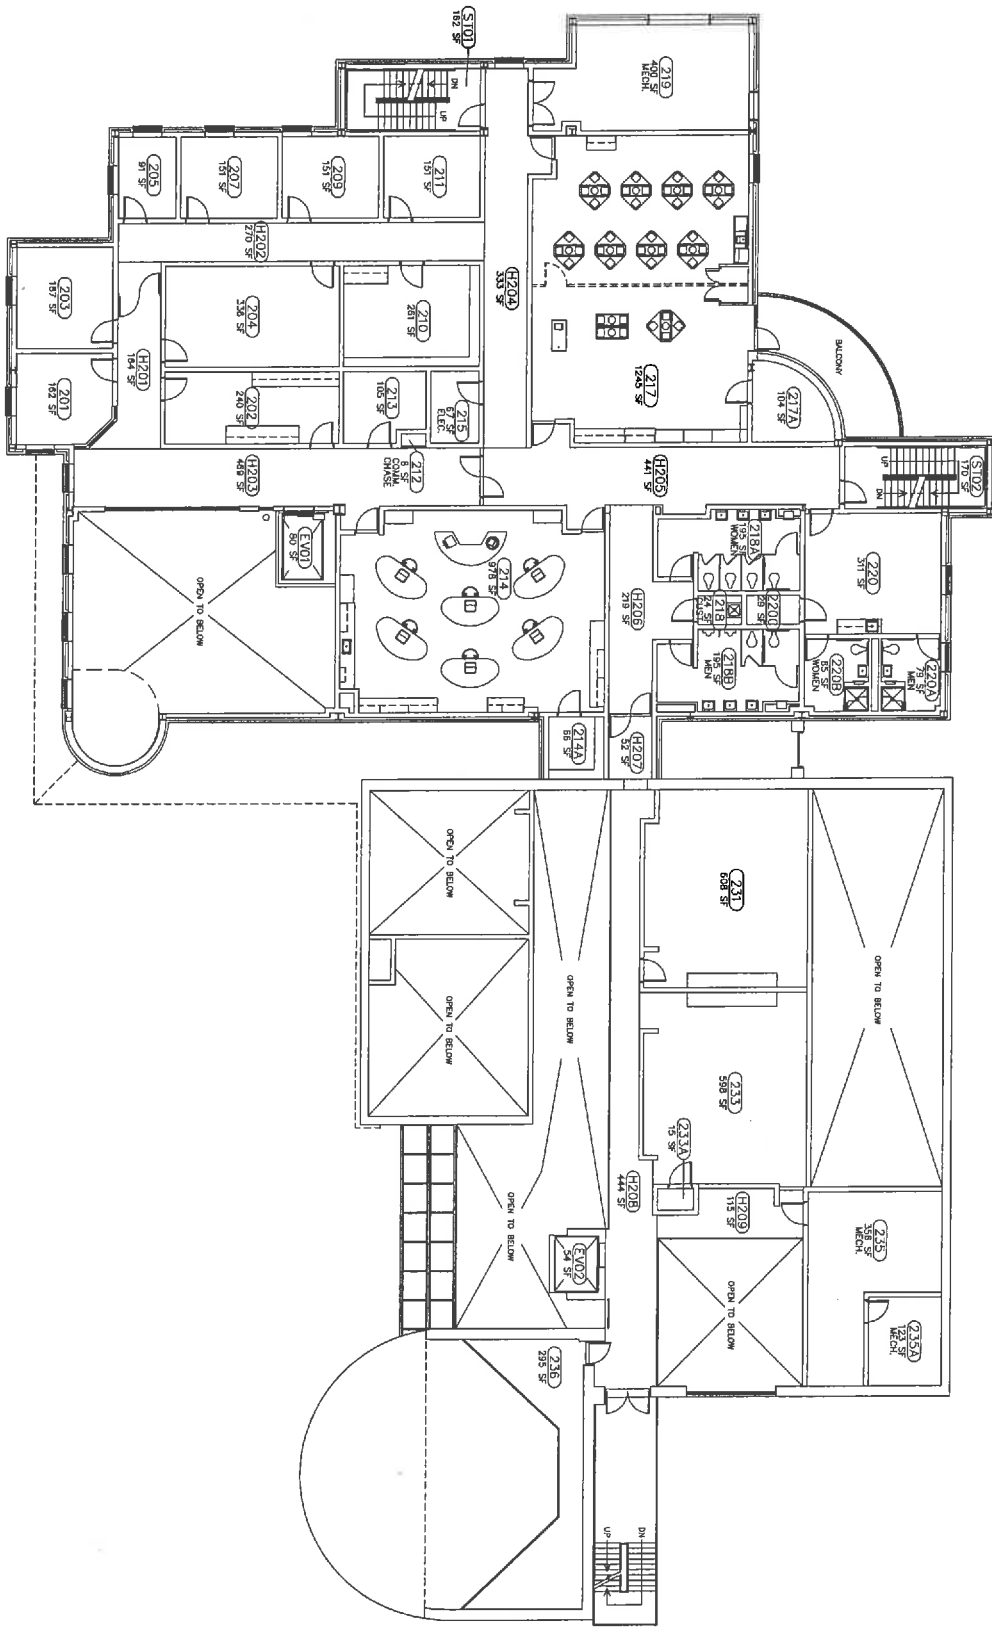 ST01
162 SF
DN
UP
219
400 SF
MECH.
205
91 SF
207
151 SF
209
151 SF
211
151 SF
H202
270 SF
H204
333 SF
203
187 SF
204
336 SF
210
261 SF
BALCONY
H201
164 SF
201
162 SF
202
240 SF
213
105 SF
215
67 SF
ELEC.
217
1245 SF
217A
104 SF
212
8 SF
COMM.
CHASE
H203
H205
441 SF
ST02
170 SF
UP
DN
EV01
80 SF
OPEN TO BELOW
214
978 SF
H206
219 SF
218A
195 SF
WOMEN
218
24 SF
CUST.
220C
29 SF
220
311 SF
218B
195 SF
MEN
220B
85 SF
WOMEN
220A
79 SF
MEN
214A
66 SF
H207
52 SF
OPEN TO BELOW
OPEN TO BELOW
OPEN TO BELOW
231
608 SF
OPEN TO BELOW
233
598 SF
233A
15 SF
H208
444 SF
H209
115 SF
235
356 SF
MECH.
235A
123 SF
MECH.
OPEN TO BELOW
EV02
54 SF
OPEN TO BELOW
236
295 SF
UP
DN